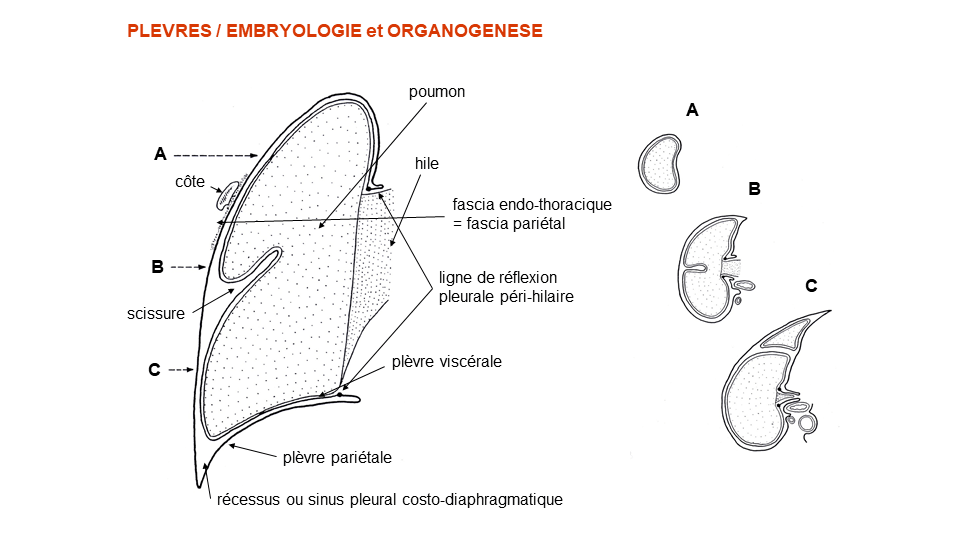 PLEVRES / EMBRYOLOGIE et ORGANOGENESE
poumon
A
A
hile
côte
B
fascia endo-thoracique
= fascia pariétal
B
ligne de réflexion
pleurale péri-hilaire
C
scissure
plèvre viscérale
C
plèvre pariétale
récessus ou sinus pleural costo-diaphragmatique